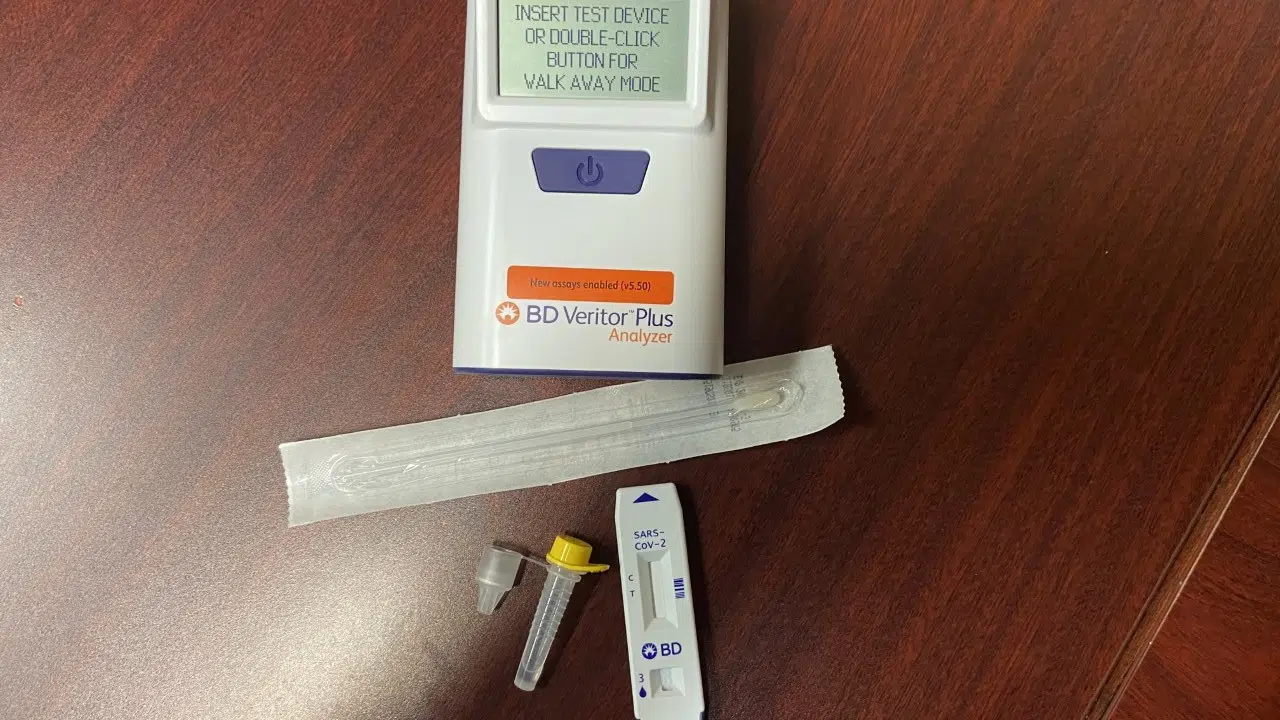 INSERT TEST DEVICE
OR DOUBLE-CLICK
BUTTON FOR
WALK AWAY MODE
New assays enabled (v5.50)
BD Veritor™ Plus
Analyzer
SARS-
CoV-2
C
T
BD
3